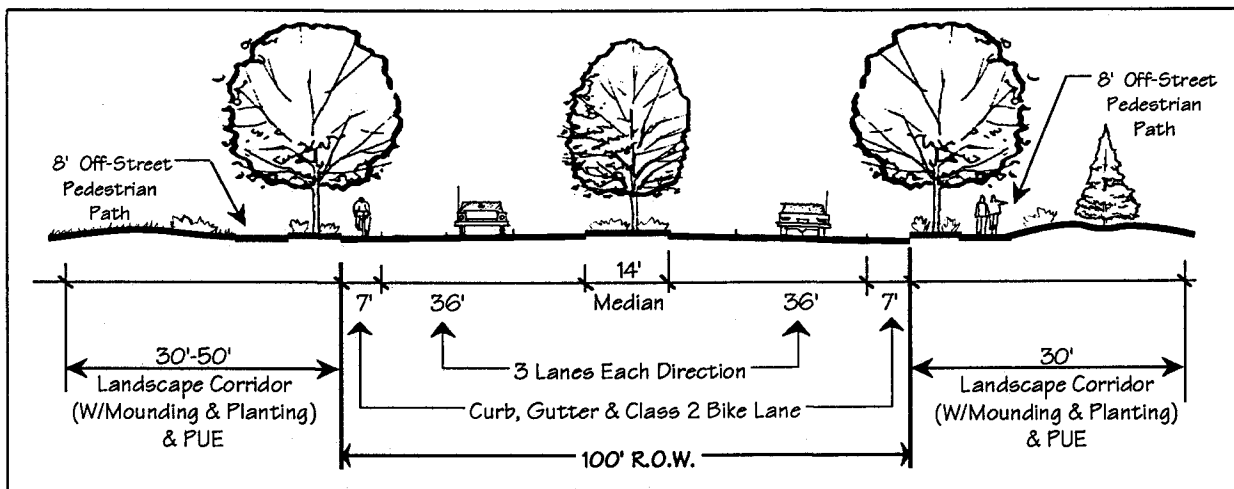 8' Off-Street
Pedestrian
Path
8' Off-Street
Pedestrian
Path
14'
7'
36'
Median
36'
7'
30'-50'
Landscape Corridor
(W/Mounding & Planting)
& PUE
3 Lanes Each Direction
Curb, Gutter & Class 2 Bike Lane
100' R.O.W.
30'
Landscape Corridor
(W/Mounding & Planting)
& PUE